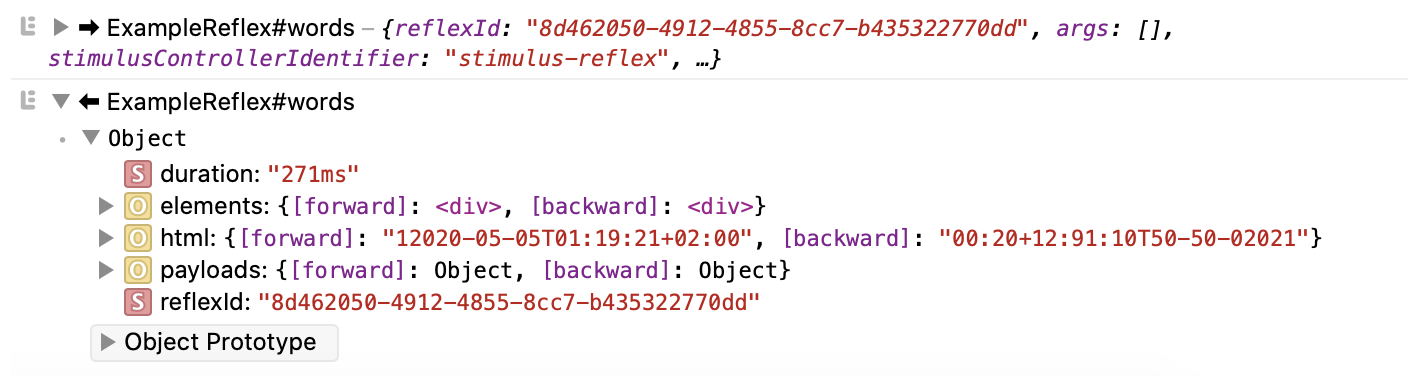 ➡ ExampleReflex#words – {reflexId: "8d462050-4912-4855-8cc7-b435322770dd", args: [],
stimulusControllerIdentifier: "stimulus-reflex", …}
⬅ ExampleReflex#words
Object
S duration: "271ms"
O elements: {[forward]: <div>, [backward]: <div>}
O html: {[forward]: "12020-05-05T01:19:21+02:00", [backward]: "00:20+12:91:10T50-50-02021"}
O payloads: {[forward]: Object, [backward]: Object}
S reflexId: "8d462050-4912-4855-8cc7-b435322770dd"
Object Prototype